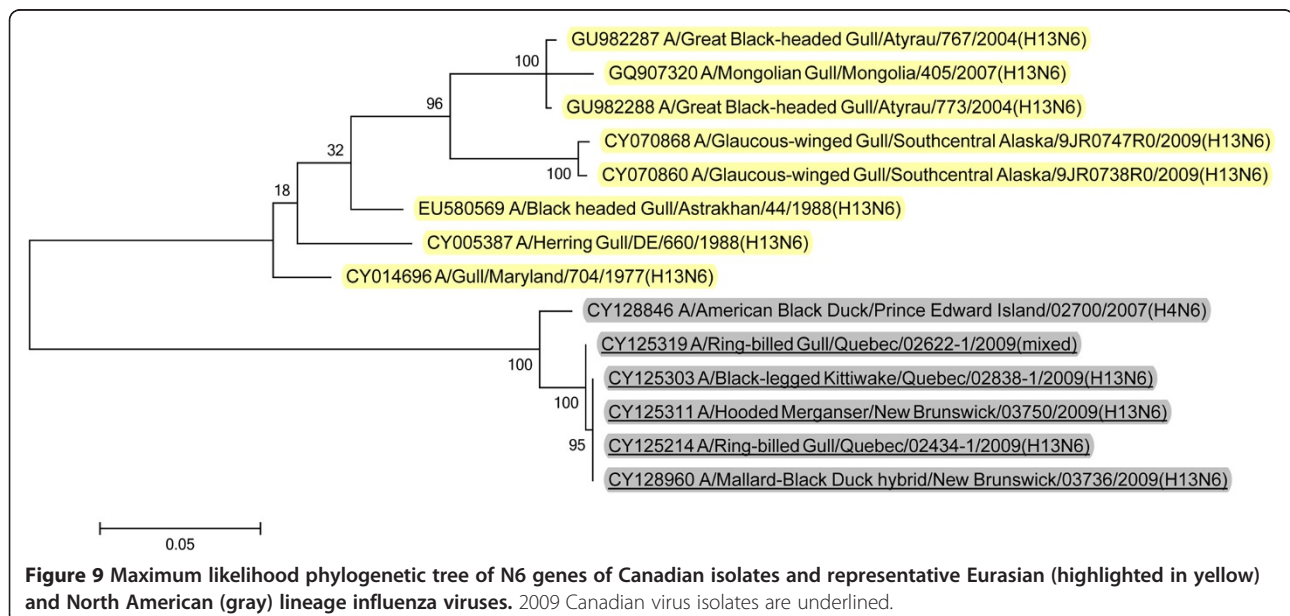 GU982287 A/Great Black-headed Gull/Atyrau/767/2004(H13N6)
100
GQ907320 A/Mongolian Gull/Mongolia/405/2007(H13N6)
GU982288 A/Great Black-headed Gull/Atyrau/773/2004(H13N6)
96
CY070868 A/Glaucous-winged Gull/Southcentral Alaska/9JR0747R0/2009(H13N6)
32
100
CY070860 A/Glaucous-winged Gull/Southcentral Alaska/9JR0738R0/2009(H13N6)
18
EU580569 A/Black headed Gull/Astrakhan/44/1988(H13N6)
CY005387 A/Herring Gull/DE/660/1988(H13N6)
CY014696 A/Gull/Maryland/704/1977(H13N6)
CY128846 A/American Black Duck/Prince Edward Island/02700/2007(H4N6)
CY125319 A/Ring-billed Gull/Quebec/02622-1/2009(mixed)
100
CY125303 A/Black-legged Kittiwake/Quebec/02838-1/2009(H13N6)
100
CY125311 A/Hooded Merganser/New Brunswick/03750/2009(H13N6)
95
CY125214 A/Ring-billed Gull/Quebec/02434-1/2009(H13N6)
CY128960 A/Mallard-Black Duck hybrid/New Brunswick/03736/2009(H13N6)
0.05
Figure 9 Maximum likelihood phylogenetic tree of N6 genes of Canadian isolates and representative Eurasian (highlighted in yellow)
and North American (gray) lineage influenza viruses. 2009 Canadian virus isolates are underlined.